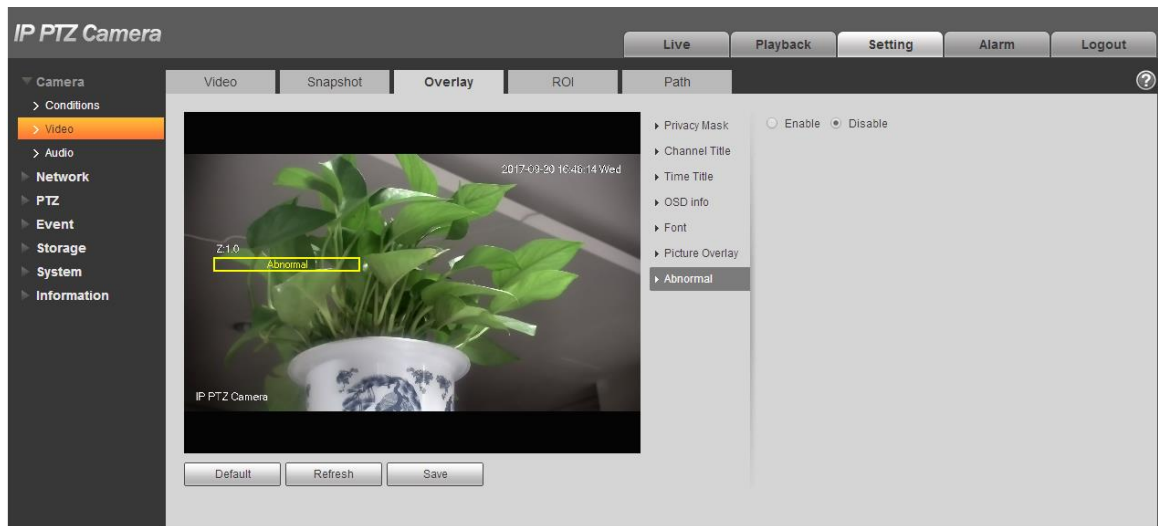 IP PTZ Camera
Live Playback Setting Alarm Logout
Camera
Conditions
Video
Audio
Network
PTZ
Event
Storage
System
Information
Video Snapshot Overlay ROI Path
?
2017-09-20 16:46:14 Wed
Z:1.0
Abnormal
IP PTZ Camera
Default Refresh Save
Privacy Mask
Channel Title
Time Title
OSD info
Font
Picture Overlay
Abnormal
Enable Disable